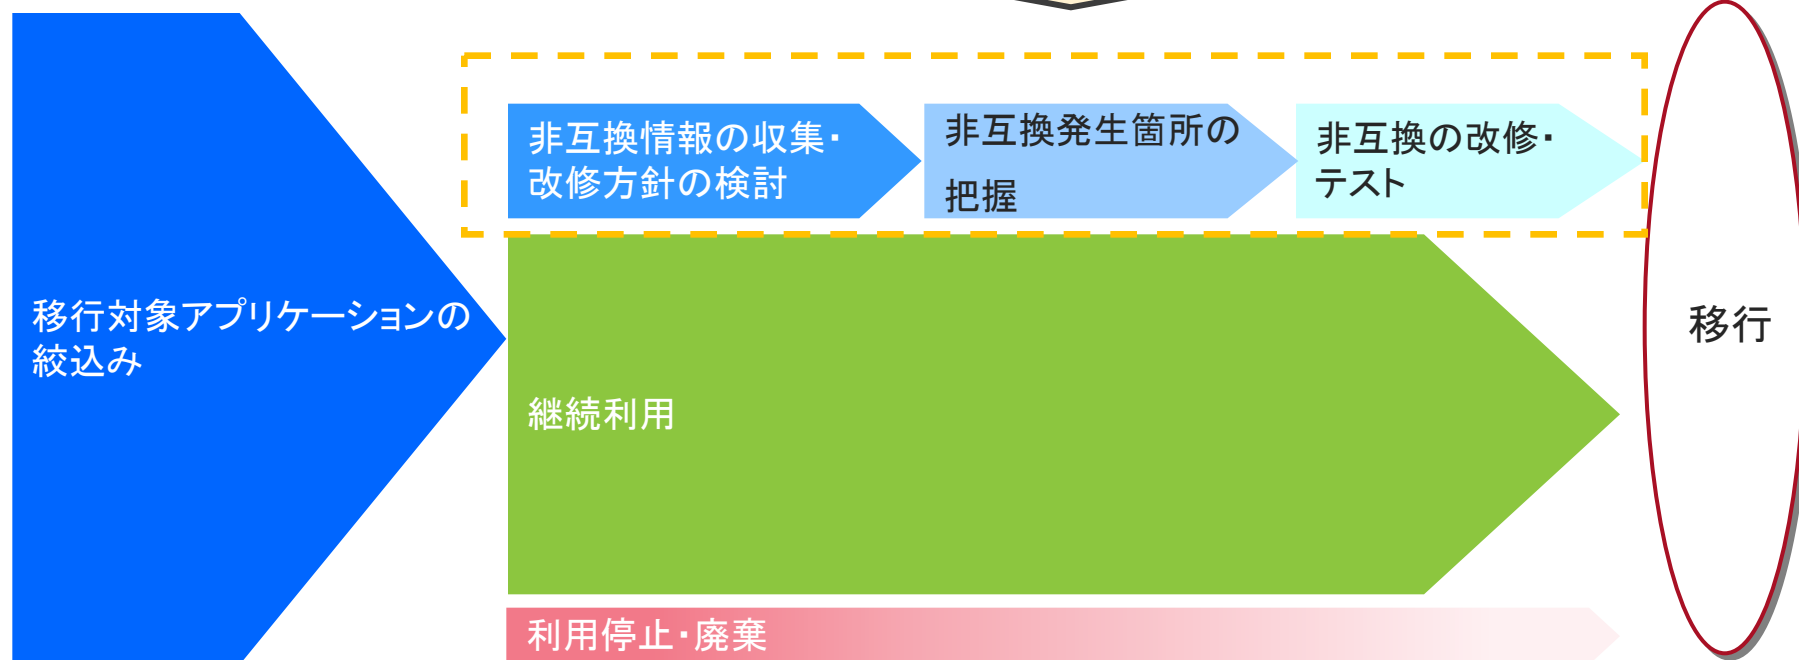 移行対象アプリケーションの
絞込み
非互換情報の収集・
改修方針の検討
非互換発生箇所の
把握
非互換の改修・
テスト
継続利用
利用停止・廃棄
移行